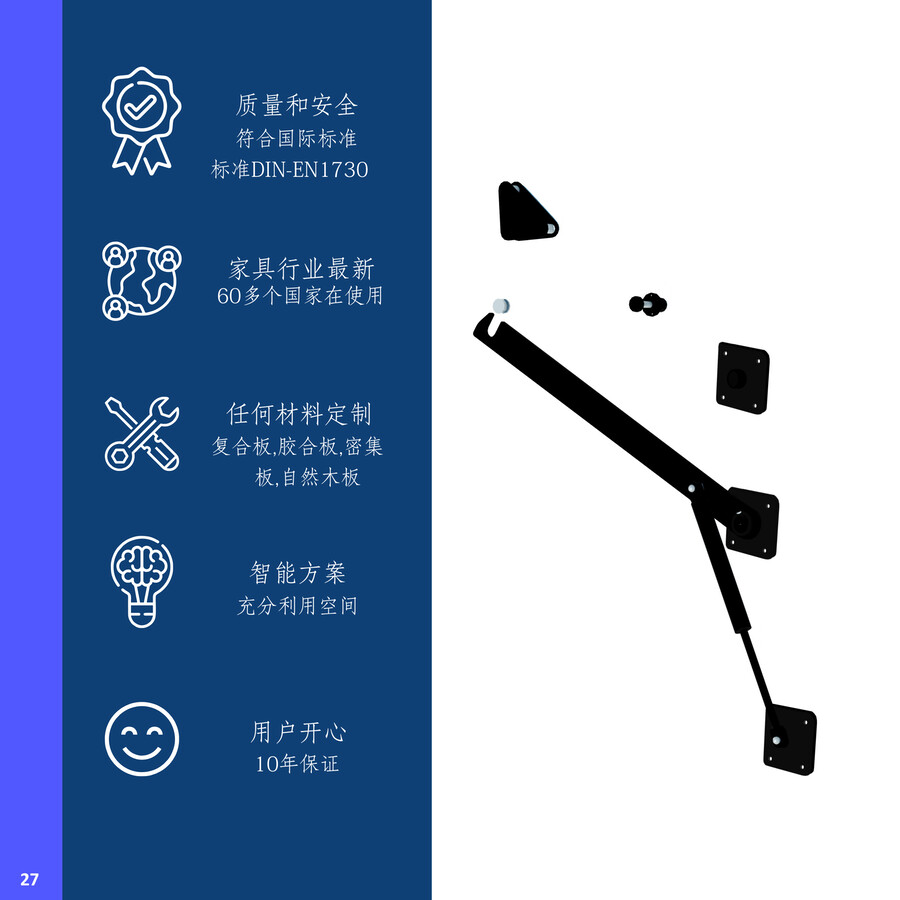 质量和安全
符合国际标准
标准DIN-EN1730
家具行业最新
60多个国家在使用
任何材料定制
复合板,胶合板,密集
板,自然木板
智能方案
充分利用空间
用户开心
10年保证
27